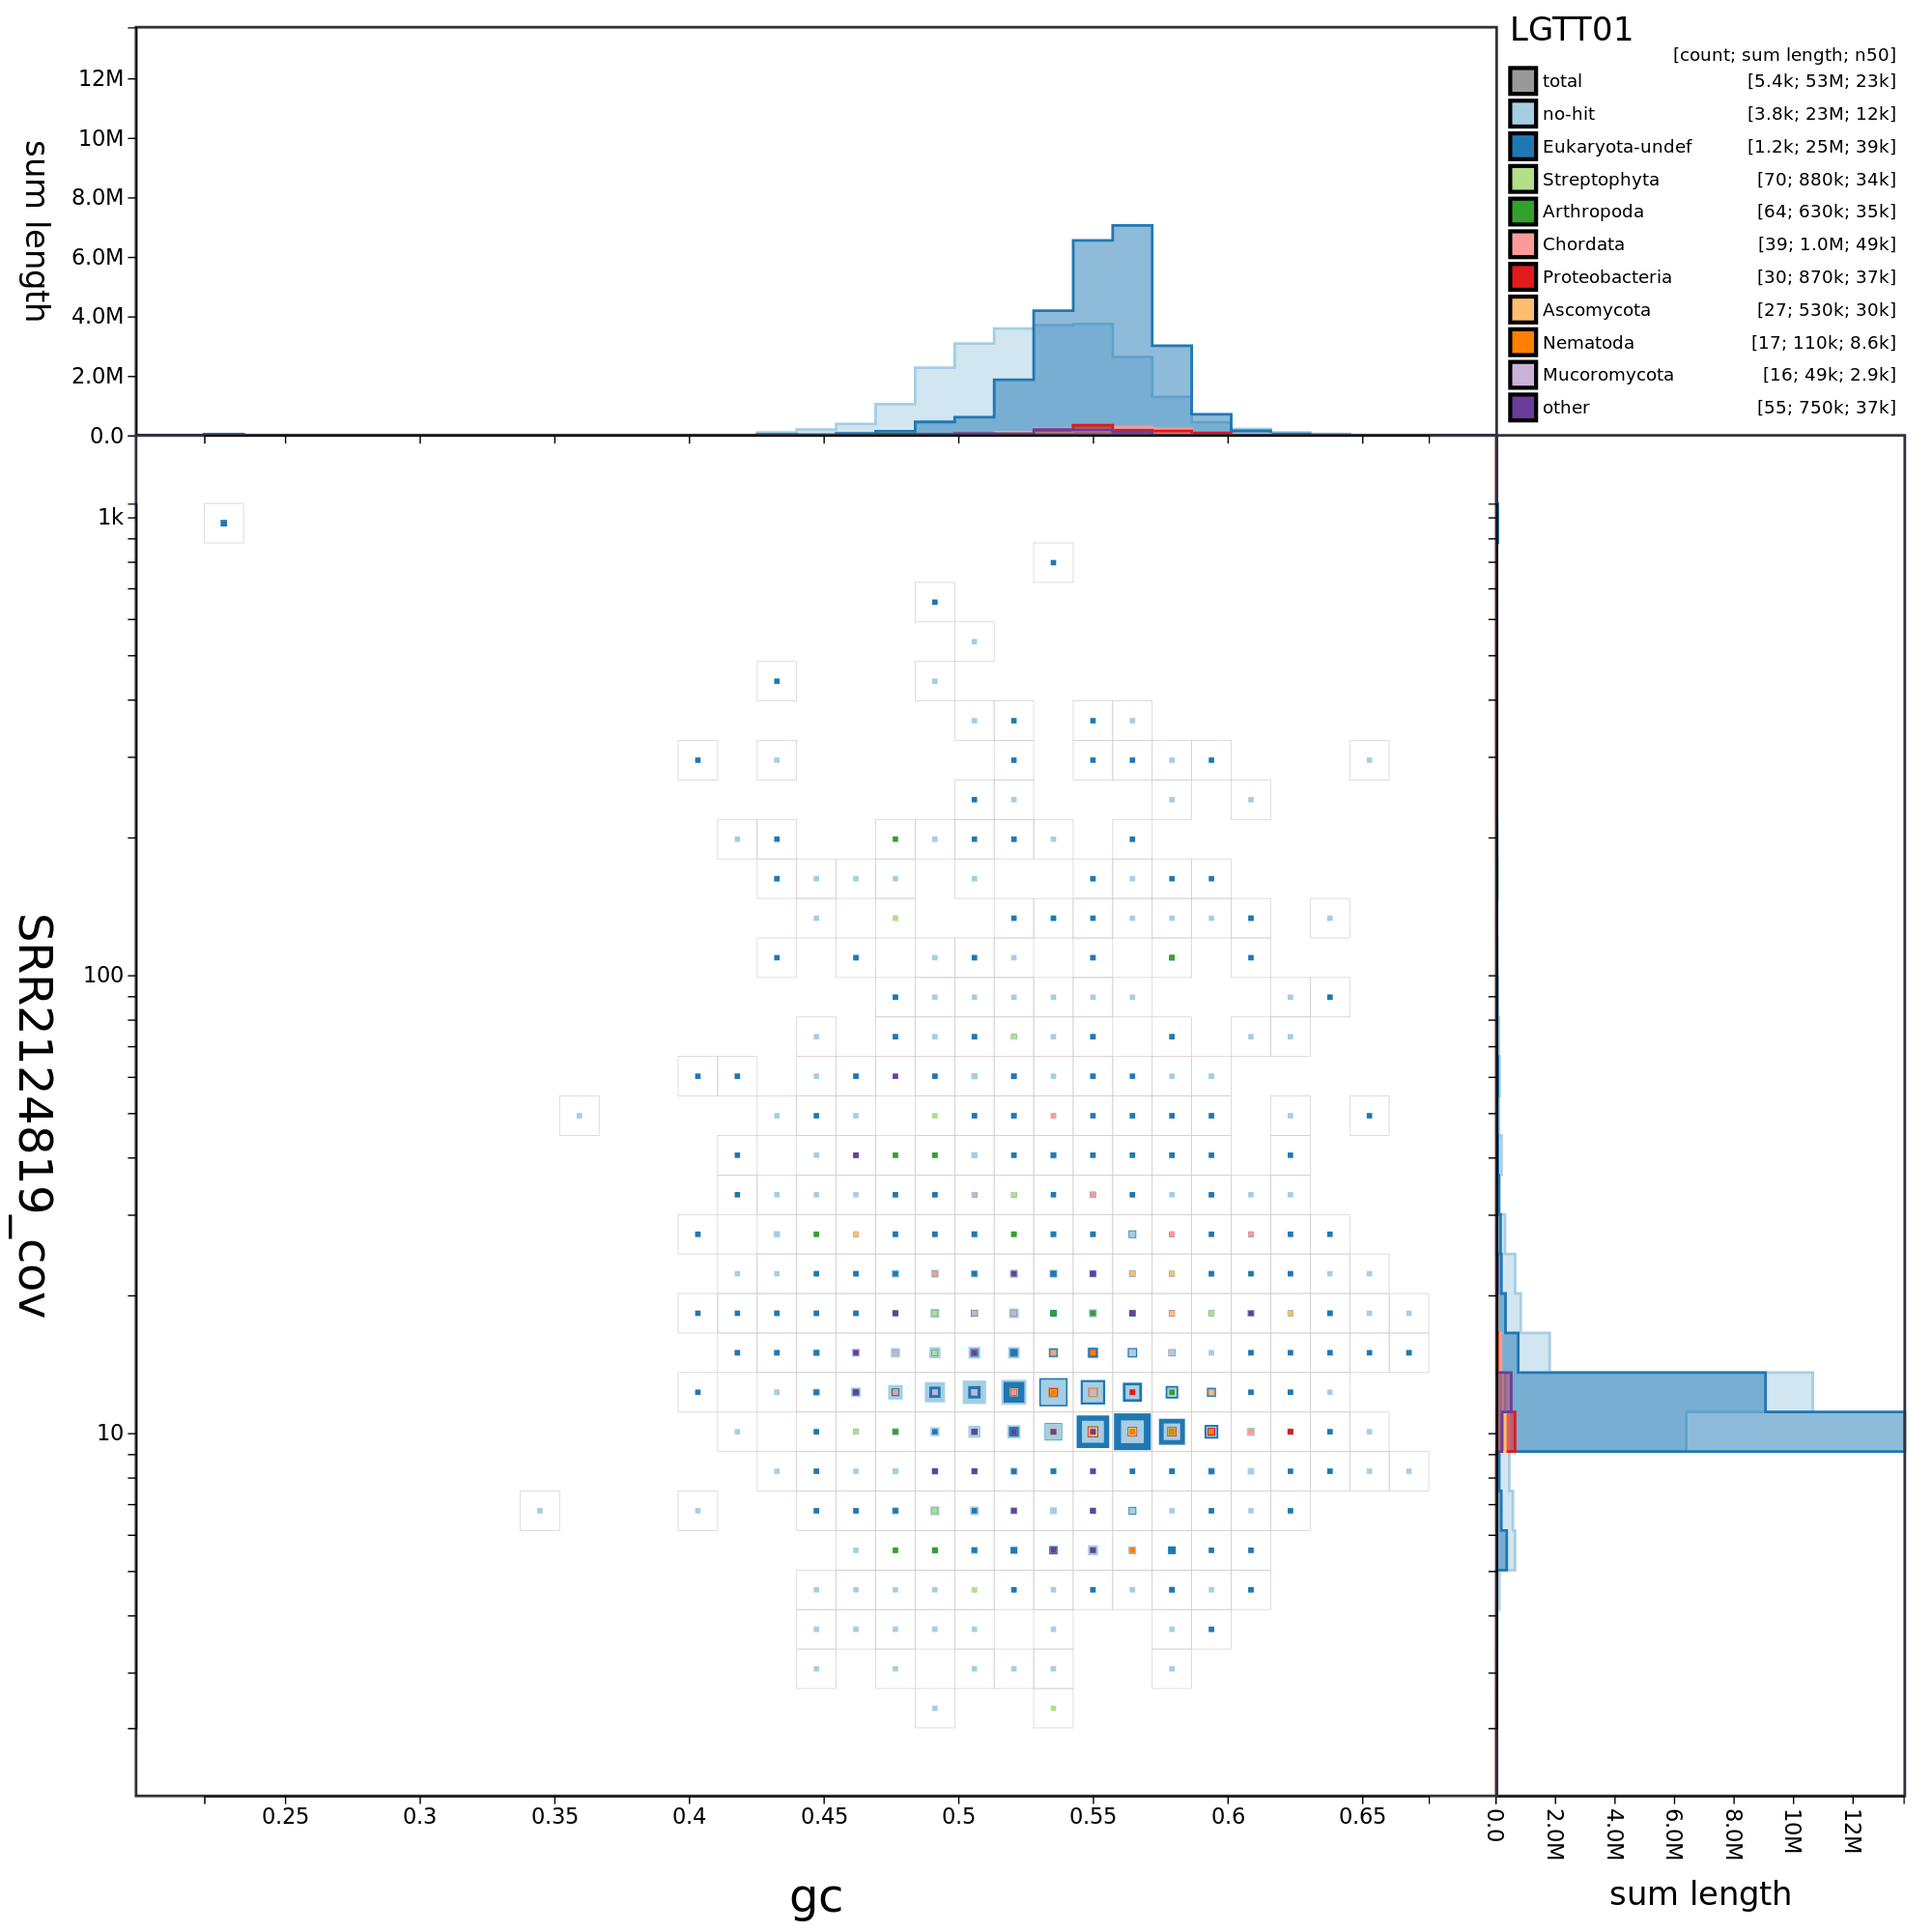 LGTT01
[count; sum length; n50]
total [5.4k; 53M; 23k]
no-hit [3.8k; 23M; 12k]
Eukaryota-undef [1.2k; 25M; 39k]
Streptophyta [70; 880k; 34k]
Arthropoda [64; 630k; 35k]
Chordata [39; 1.0M; 49k]
Proteobacteria [30; 870k; 37k]
Ascomycota [27; 530k; 30k]
Nematoda [17; 110k; 8.6k]
Mucoromycota [16; 49k; 2.9k]
other [55; 750k; 37k]
sum length
12M
10M
8.0M
6.0M
4.0M
2.0M
0.0
SRR2124819_cov
1k
100
10
0.25 0.3 0.35 0.4 0.45 0.5 0.55 0.6 0.65
gc
0.0 2.0M 4.0M 6.0M 8.0M 10M 12M
sum length